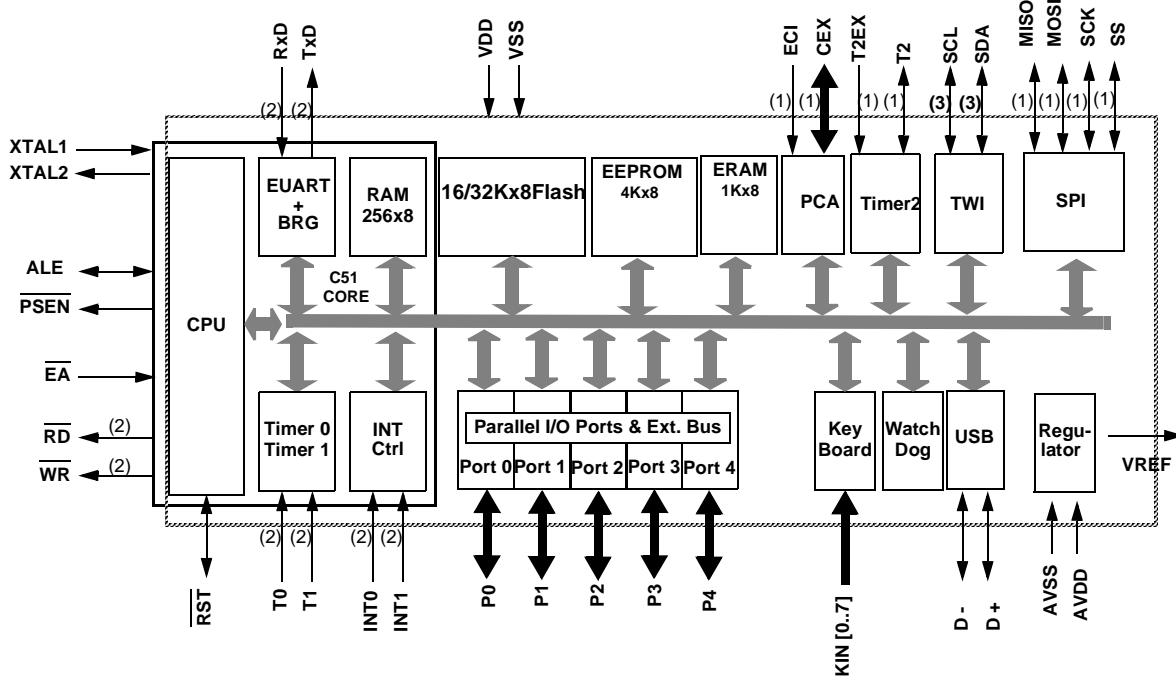 RxD
TxD
VDD
VSS
ECI
CEX
T2EX
T2
SCL
SDA
MISO
MOSI
SCK
SS
(2) (2)
(1) (1) (1) (1)
(3) (3)
(1) (1) (1) (1)
XTAL1
XTAL2
ALE
PSEN
EA
RD (2)
WR (2)
CPU
EUART
+
BRG
RAM
256x8
C51
CORE
16/32Kx8Flash
EEPROM
4Kx8
ERAM
1Kx8
PCA
Timer2
TWI
SPI
Timer 0
Timer 1
INT
Ctrl
Parallel I/O Ports & Ext. Bus
Port 0
Port 1
Port 2
Port 3
Port 4
Key
Board
Watch
Dog
USB
Regu-
lator
VREF
(2) (2) (2) (2)
RST
T0
T1
INT0
INT1
P0
P1
P2
P3
P4
KIN [0..7]
D -
D +
AVSS
AVDD